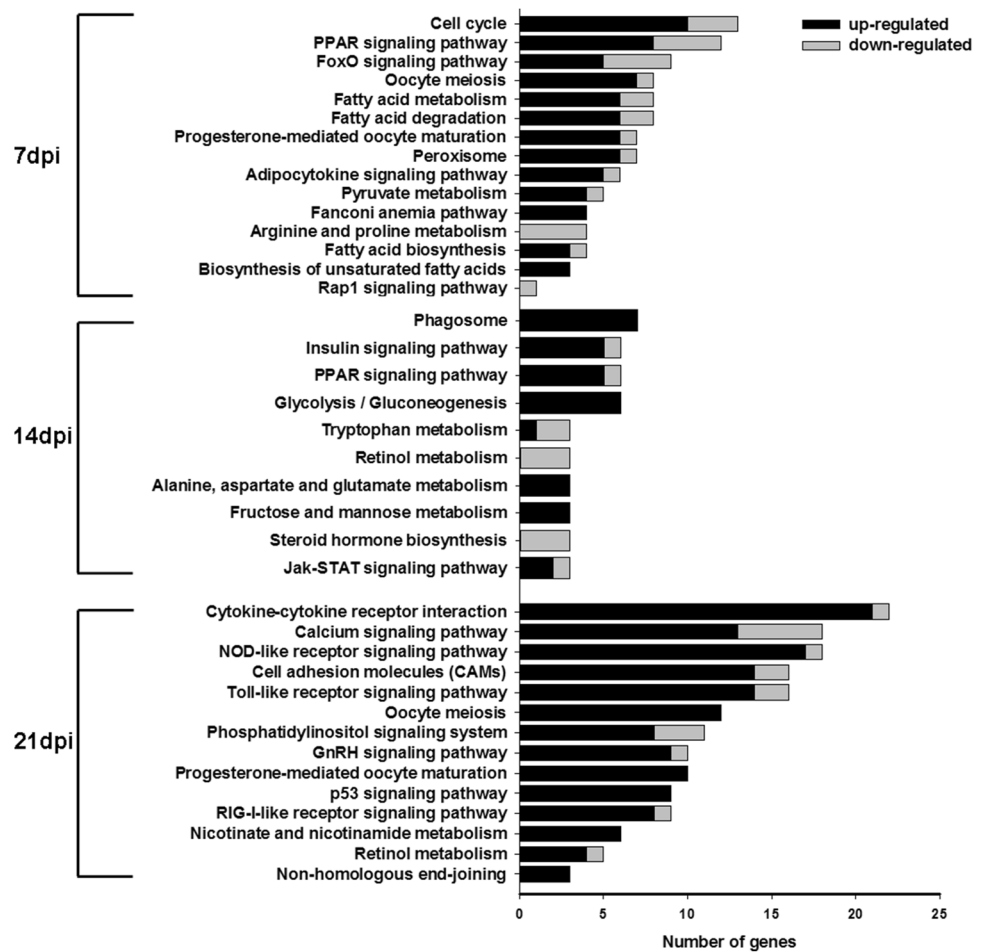 Cell cycle
up-regulated
PPAR signaling pathway
down-regulated
FoxO signaling pathway
Oocyte meiosis
Fatty acid metabolism
Fatty acid degradation
Progesterone-mediated oocyte maturation
7dpi
Peroxisome
Adipocytokine signaling pathway
Pyruvate metabolism
Fanconi anemia pathway
Arginine and proline metabolism
Fatty acid biosynthesis
Biosynthesis of unsaturated fatty acids
Rap1 signaling pathway
Phagosome
Insulin signaling pathway
PPAR signaling pathway
Glycolysis / Gluconeogenesis
14dpi
Tryptophan metabolism
Retinol metabolism
Alanine, aspartate and glutamate metabolism
Fructose and mannose metabolism
Steroid hormone biosynthesis
Jak-STAT signaling pathway
Cytokine-cytokine receptor interaction
Calcium signaling pathway
NOD-like receptor signaling pathway
Cell adhesion molecules (CAMs)
Toll-like receptor signaling pathway
Oocyte meiosis
Phosphatidylinositol signaling system
21dpi
GnRH signaling pathway
Progesterone-mediated oocyte maturation
p53 signaling pathway
RIG-I-like receptor signaling pathway
Nicotinate and nicotinamide metabolism
Retinol metabolism
Non-homologous end-joining
0 5 10 15 20 25
Number of genes